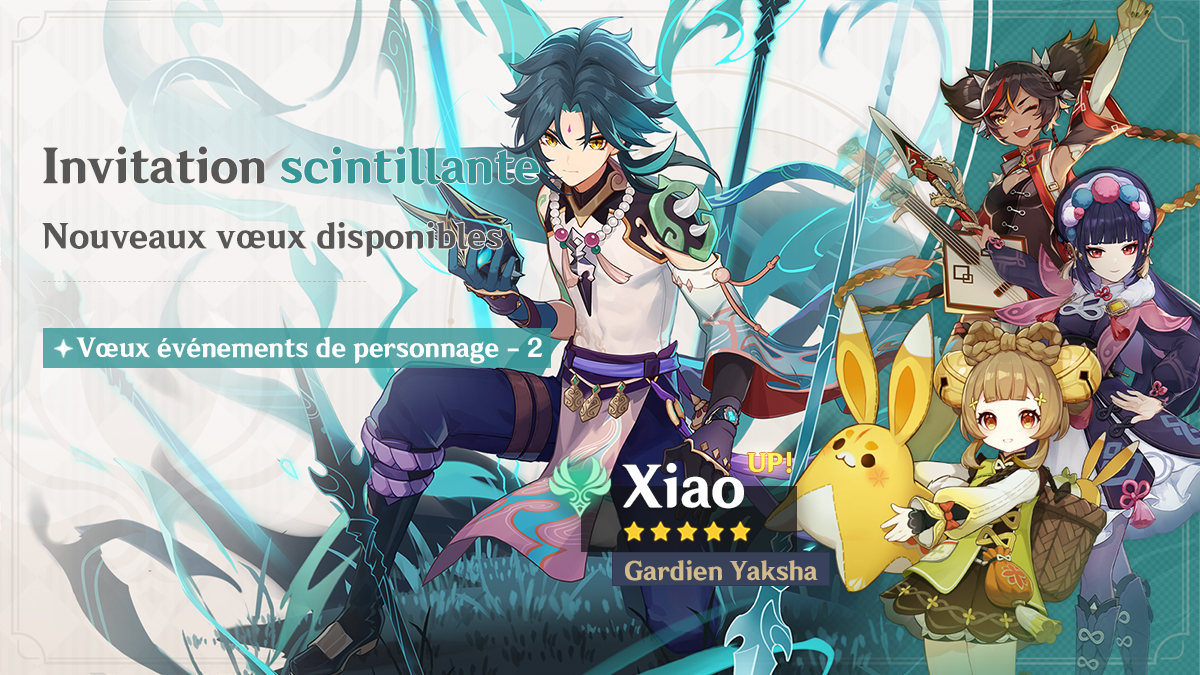 Invitation scintillante
Nouveaux vœux disponibles
Vœux événements de personnage – 2
UP!
Xiao
Gardien Yaksha